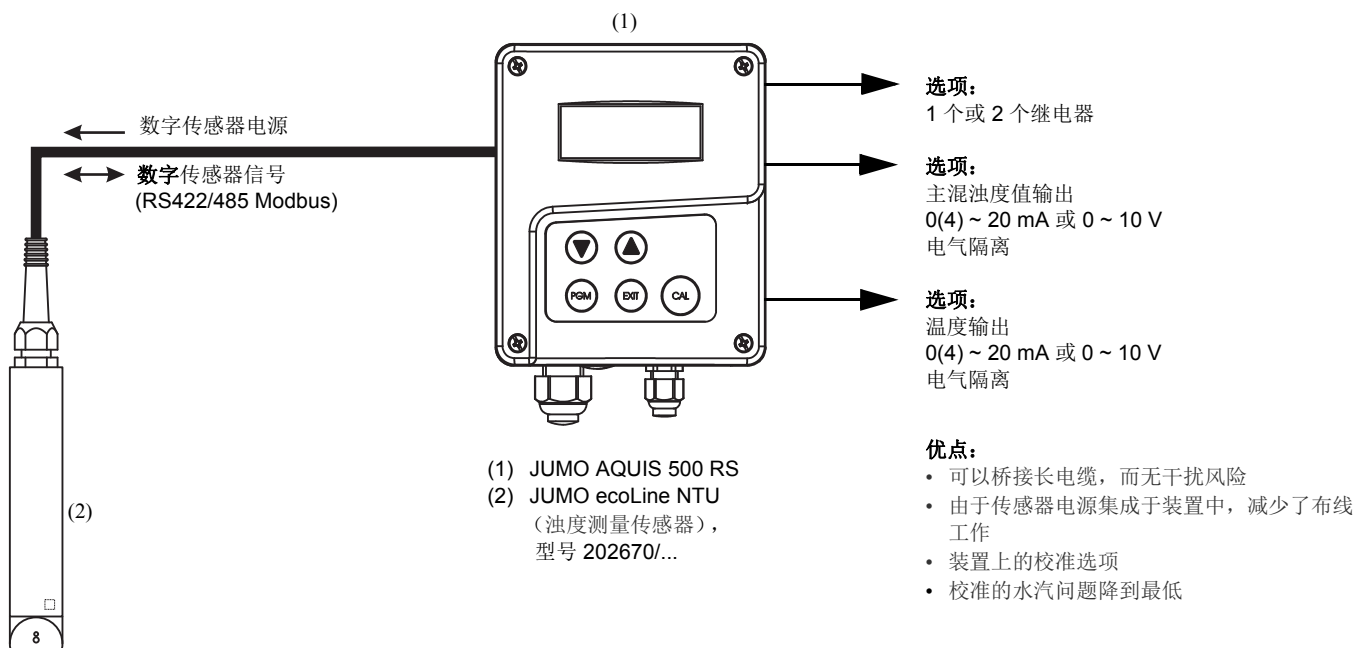 (1)
数字传感器电源
数字传感器信号
(RS422/485 Modbus)
PGM
EXIT
CAL
(2)
8
(1) JUMO AQUIS 500 RS
(2) JUMO ecoLine NTU
（浊度测量传感器），
型号 202670/...
选项：
1 个或 2 个继电器
选项：
主混浊度值输出
0(4) ~ 20 mA 或 0 ~ 10 V
电气隔离
选项：
温度输出
0(4) ~ 20 mA 或 0 ~ 10 V
电气隔离
优点：
• 可以桥接长电缆，而无干扰风险
• 由于传感器电源集成于装置中，减少了布线
工作
• 装置上的校准选项
• 校准的水汽问题降到最低